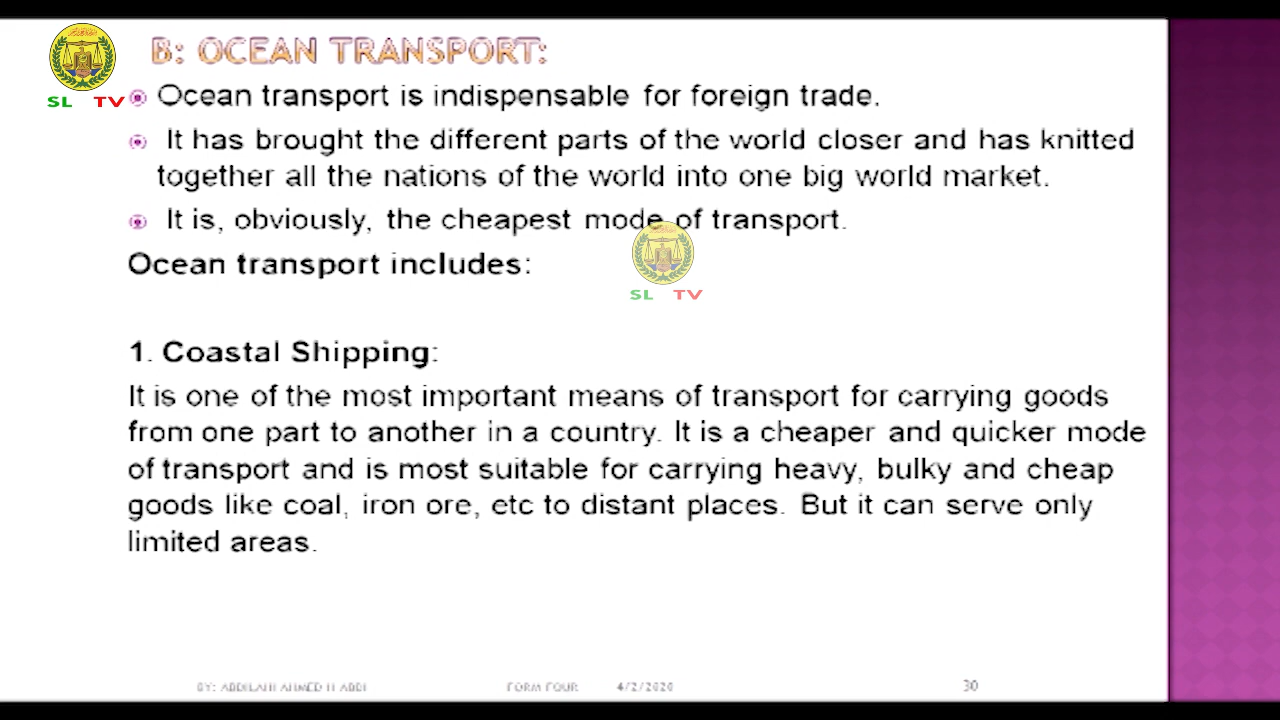 B: OCEAN TRANSPORT:
SL TV
Ocean transport is indispensable for foreign trade.
It has brought the different parts of the world closer and has knitted
together all the nations of the world into one big world market.
It is, obviously, the cheapest mode of transport.
Ocean transport includes:
SL TV
1. Coastal Shipping:
It is one of the most important means of transport for carrying goods
from one part to another in a country. It is a cheaper and quicker mode
of transport and is most suitable for carrying heavy, bulky and cheap
goods like coal, iron ore, etc to distant places. But it can serve only
limited areas.
BY: ABDILAHI AHMED H ABDI FORM FOUR 4/2/2020 30